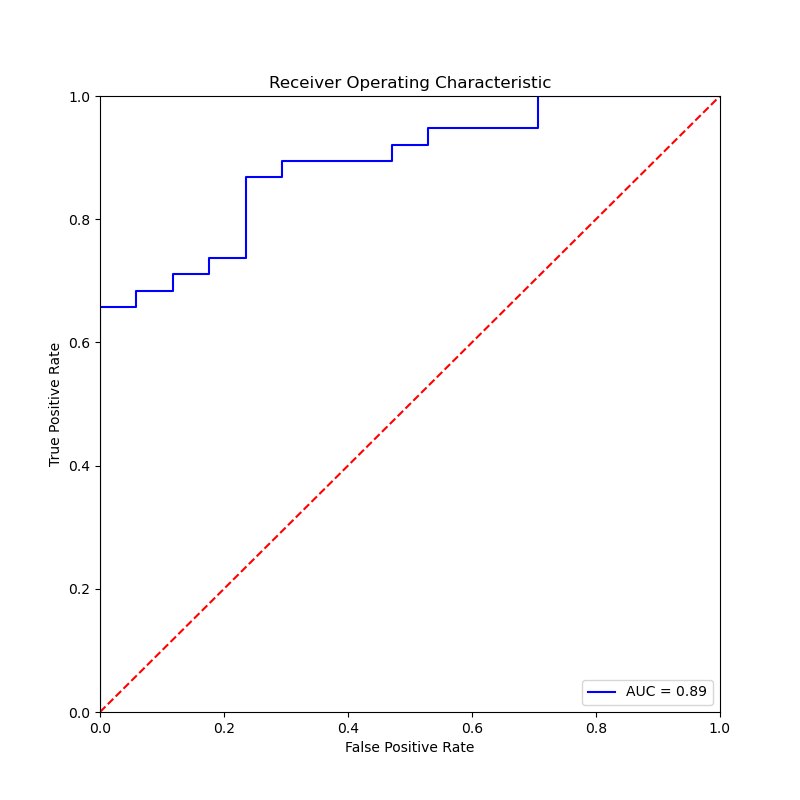 Receiver Operating Characteristic
1.0
0.8
0.6
0.4
0.2
0.0
True Positive Rate
AUC = 0.89
0.0 0.2 0.4 0.6 0.8 1.0
False Positive Rate